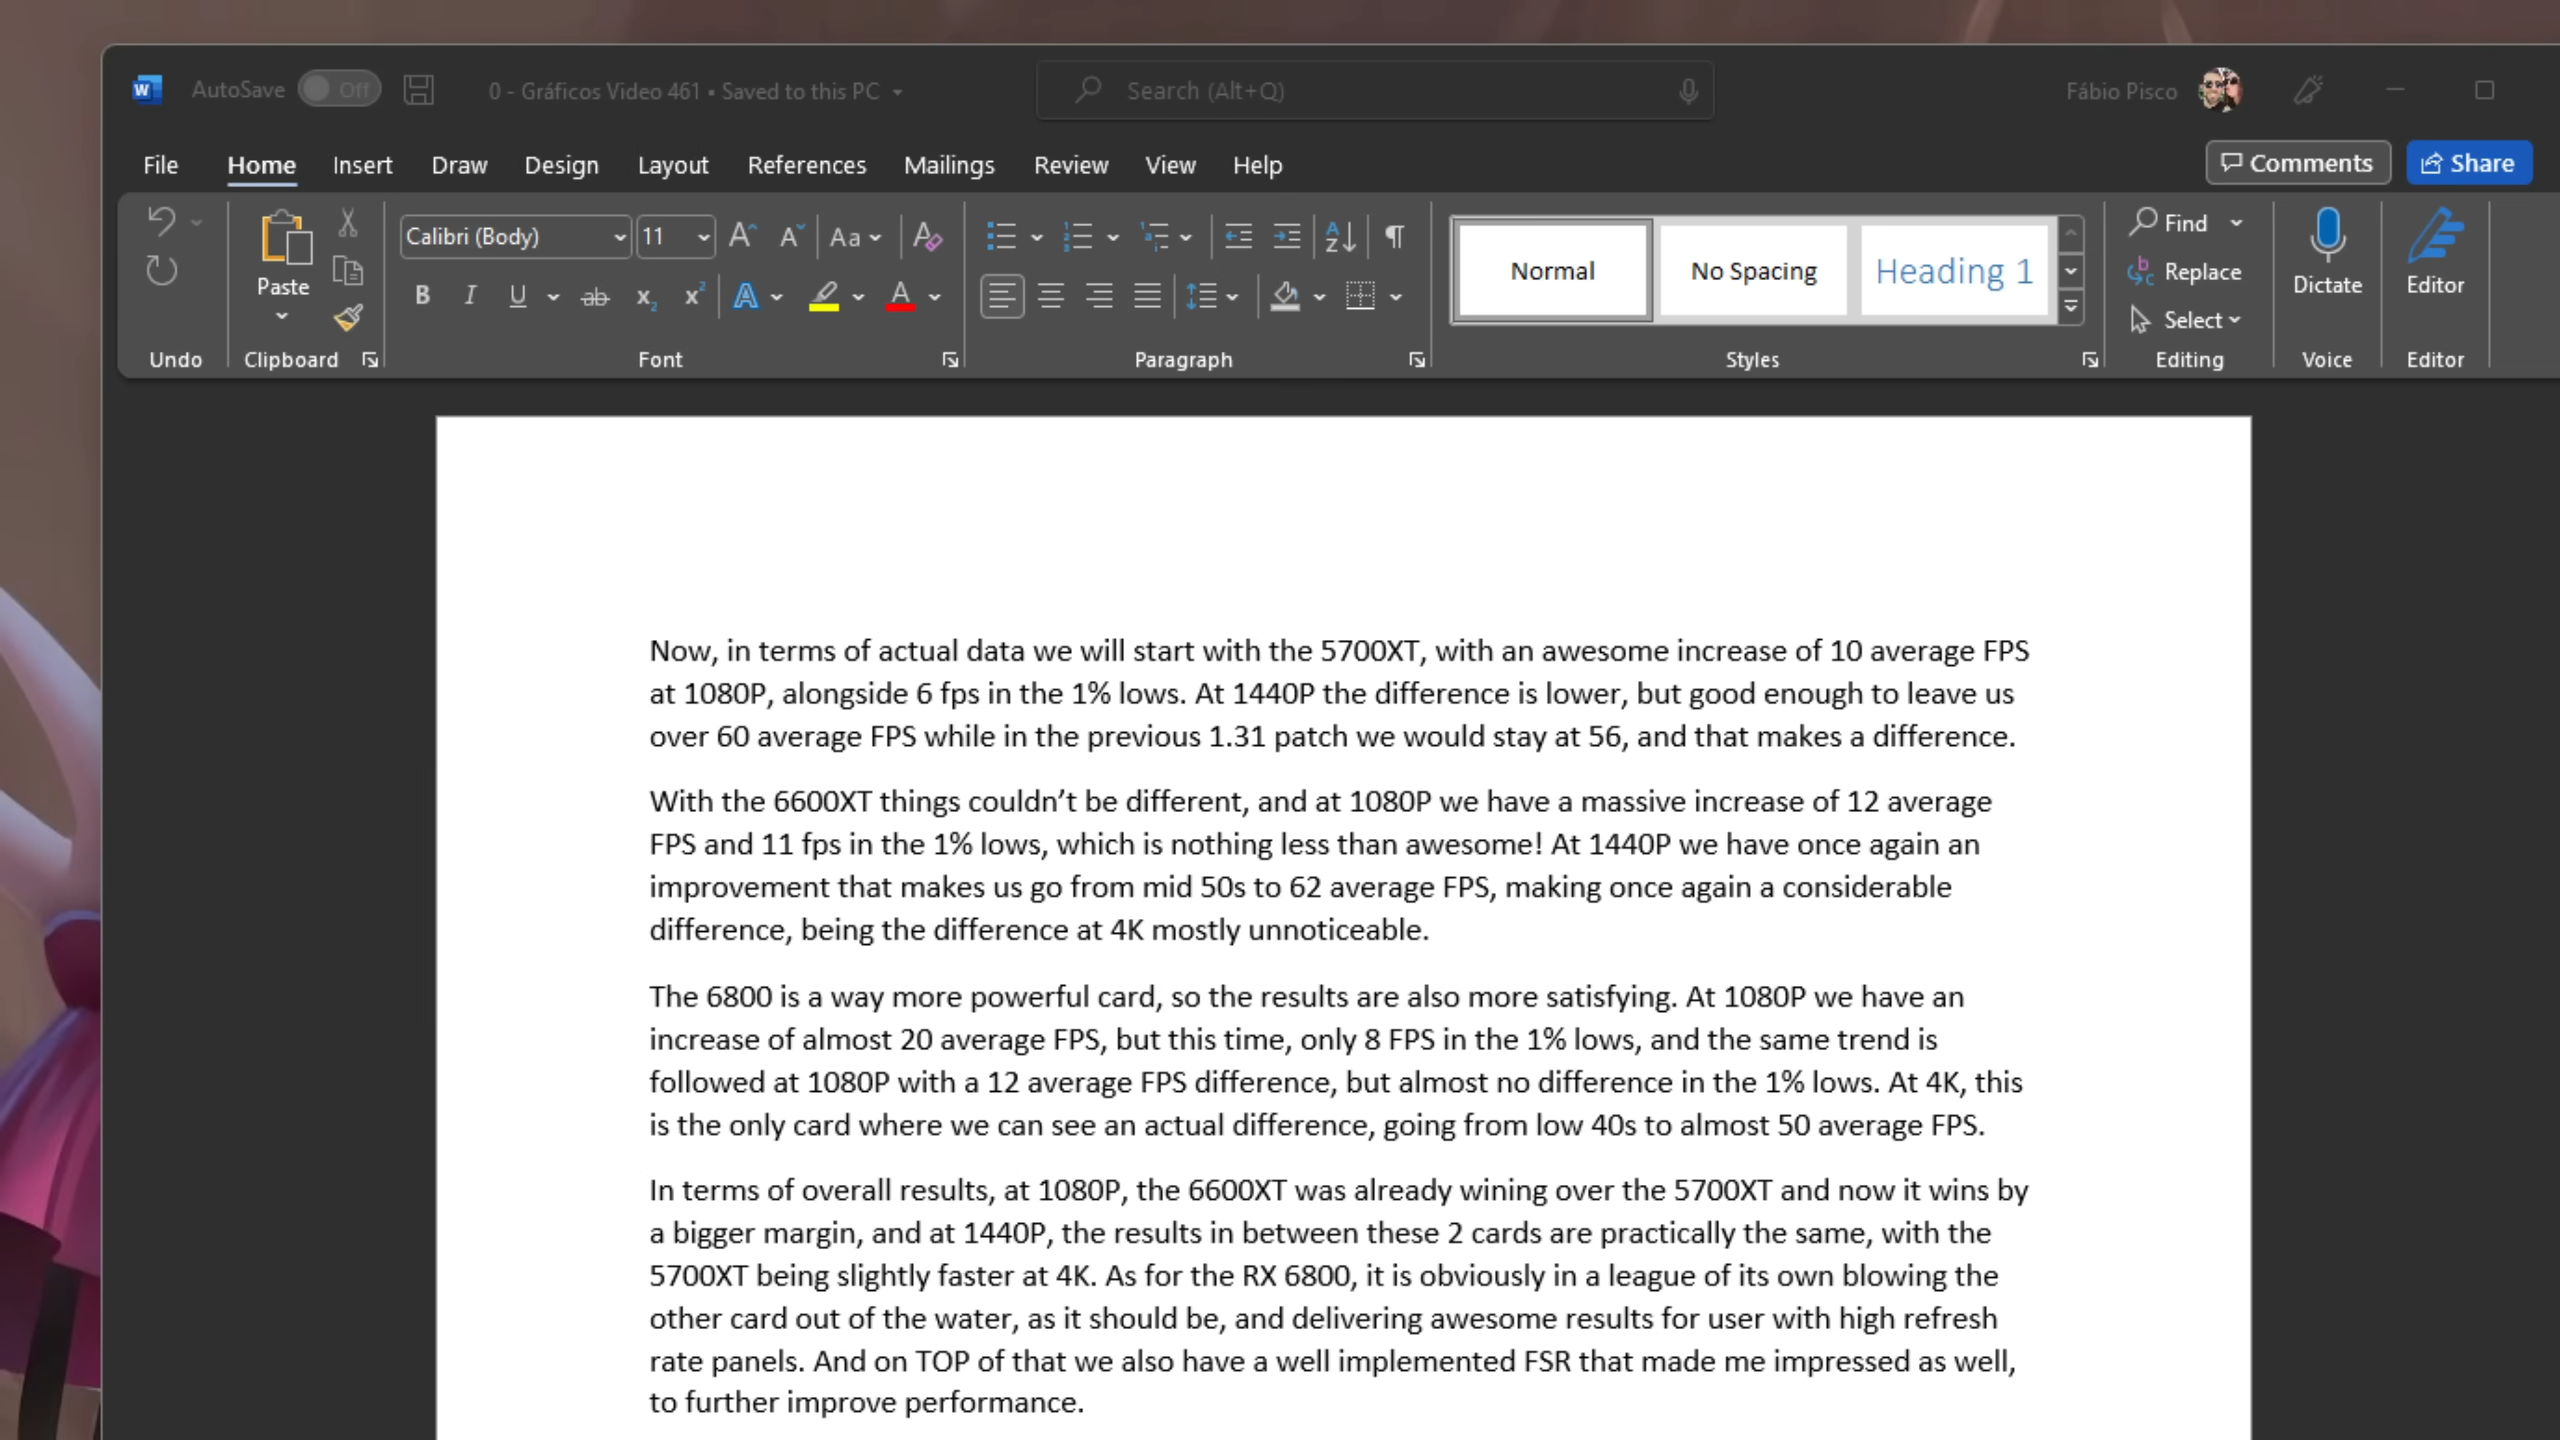 AutoSave Off 0 - Gráficos Video 461 • Saved to this PC Search (Alt+Q) Fábio Pisco
File Home Insert Draw Design Layout References Mailings Review View Help Comments Share
Calibri (Body) 11 Aa Find
Normal No Spacing Heading 1 Replace
Paste Dictate Editor
B I U ab x₂ x² A A Select
Undo Clipboard Font Paragraph Styles Editing Voice Editor
Now, in terms of actual data we will start with the 5700XT, with an awesome increase of 10 average FPS
at 1080P, alongside 6 fps in the 1% lows. At 1440P the difference is lower, but good enough to leave us
over 60 average FPS while in the previous 1.31 patch we would stay at 56, and that makes a difference.
With the 6600XT things couldn’t be different, and at 1080P we have a massive increase of 12 average
FPS and 11 fps in the 1% lows, which is nothing less than awesome! At 1440P we have once again an
improvement that makes us go from mid 50s to 62 average FPS, making once again a considerable
difference, being the difference at 4K mostly unnoticeable.
The 6800 is a way more powerful card, so the results are also more satisfying. At 1080P we have an
increase of almost 20 average FPS, but this time, only 8 FPS in the 1% lows, and the same trend is
followed at 1080P with a 12 average FPS difference, but almost no difference in the 1% lows. At 4K, this
is the only card where we can see an actual difference, going from low 40s to almost 50 average FPS.
In terms of overall results, at 1080P, the 6600XT was already wining over the 5700XT and now it wins by
a bigger margin, and at 1440P, the results in between these 2 cards are practically the same, with the
5700XT being slightly faster at 4K. As for the RX 6800, it is obviously in a league of its own blowing the
other card out of the water, as it should be, and delivering awesome results for user with high refresh
rate panels. And on TOP of that we also have a well implemented FSR that made me impressed as well,
to further improve performance.